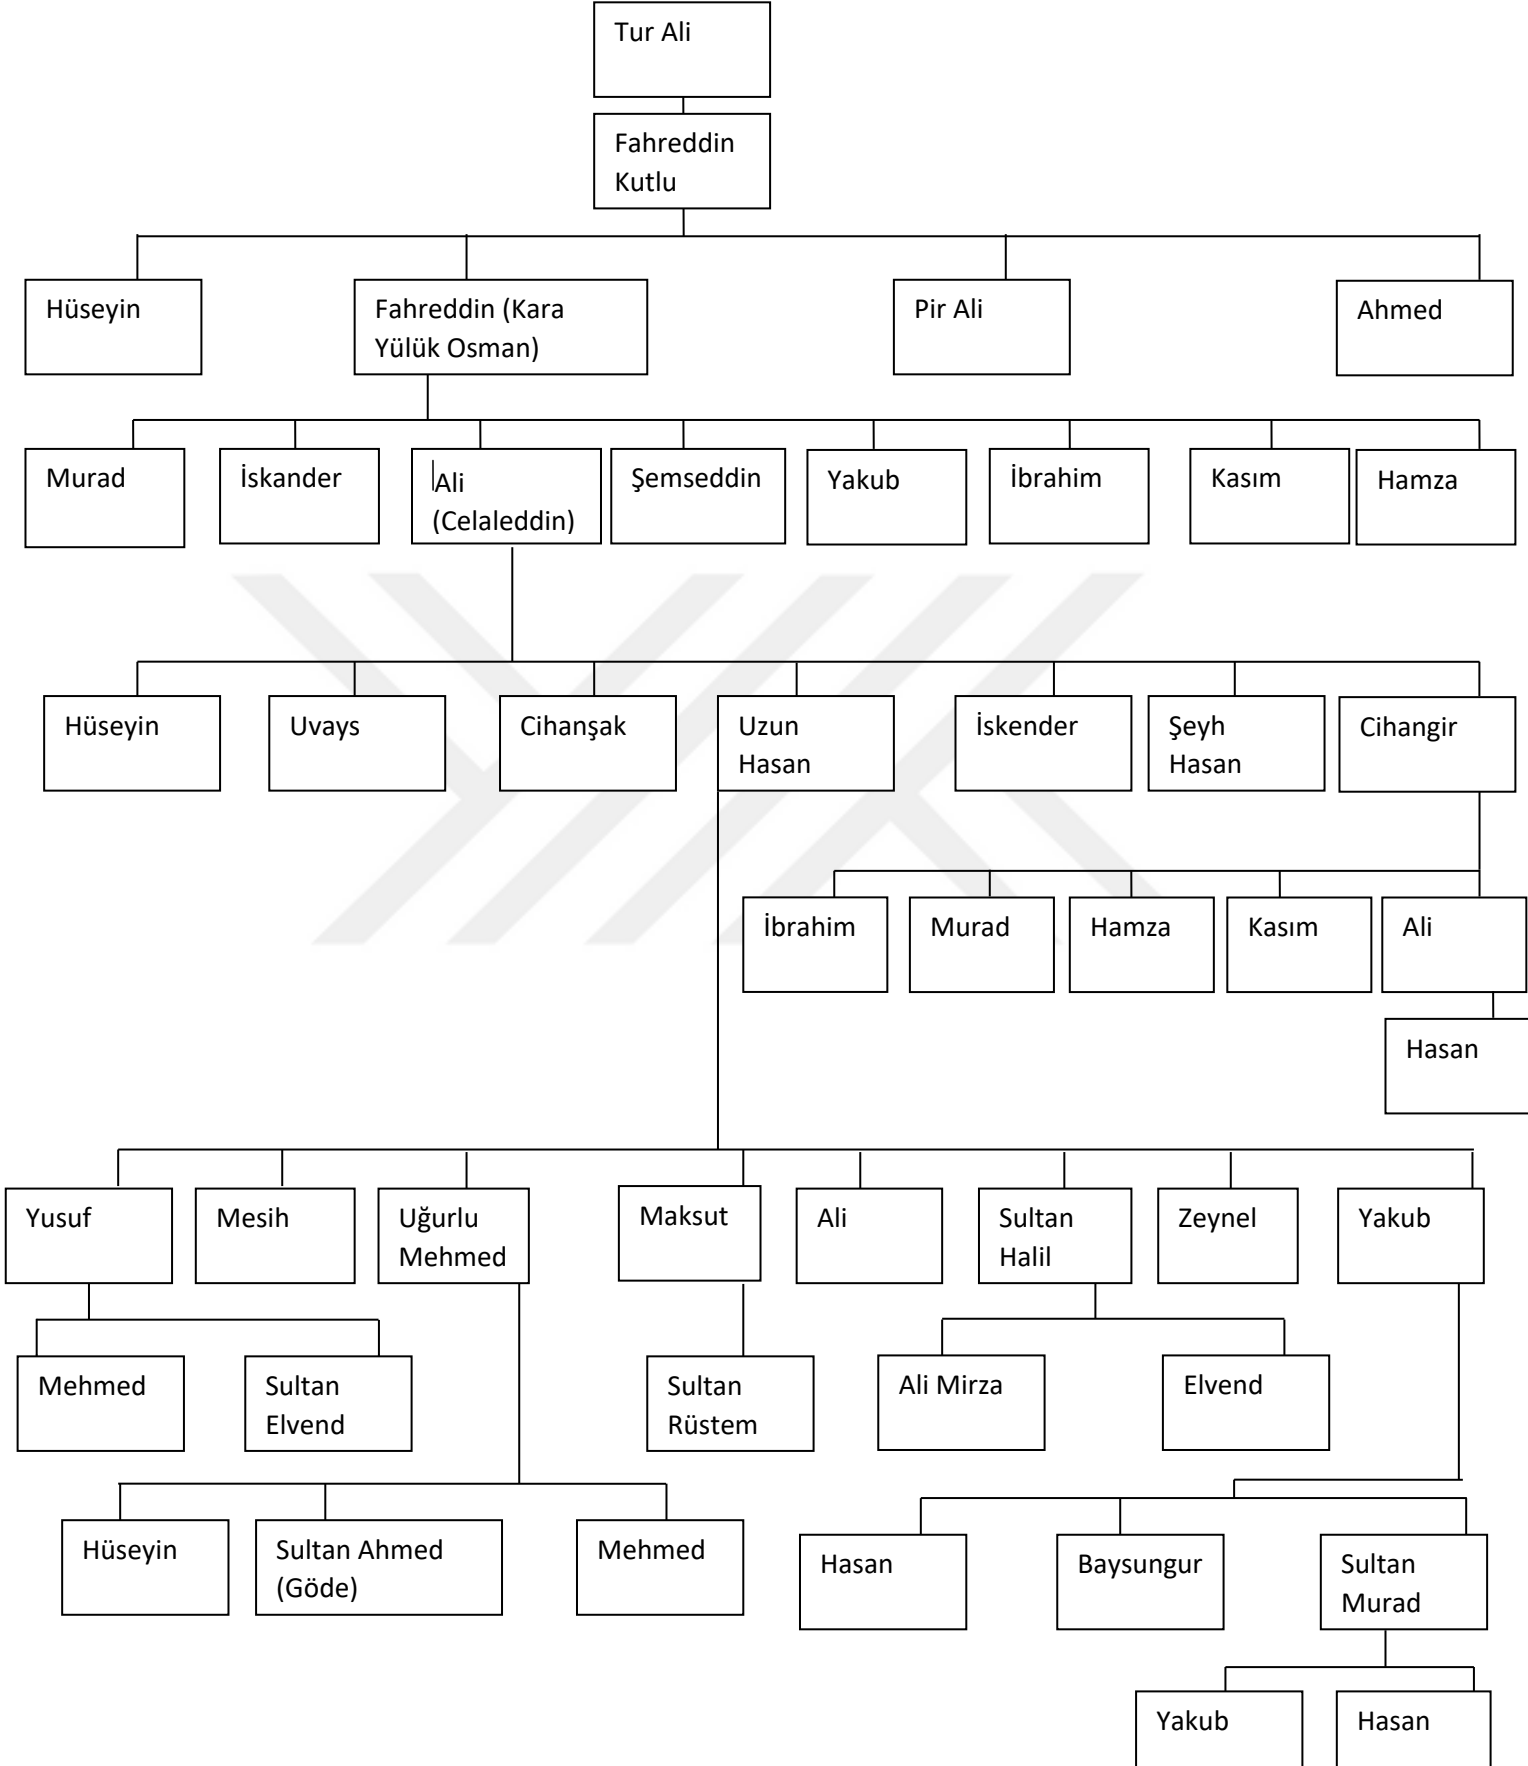 Tur Ali
Fahreddin
Kutlu
Hüseyin
Fahreddin (Kara
Yülük Osman)
Pir Ali
Ahmed
Murad
İskander
Ali
(Celaleddin)
Şemseddin
Yakub
İbrahim
Kasım
Hamza
Hüseyin
Uvays
Cihanşak
Uzun
Hasan
İskender
Şeyh
Hasan
Cihangir
İbrahim
Murad
Hamza
Kasım
Ali
Hasan
Yusuf
Mesih
Uğurlu
Mehmed
Maksut
Ali
Sultan
Halil
Zeynel
Yakub
Mehmed
Sultan
Elvend
Sultan
Rüstem
Ali Mirza
Elvend
Hüseyin
Sultan Ahmed
(Göde)
Mehmed
Hasan
Baysungur
Sultan
Murad
Yakub
Hasan